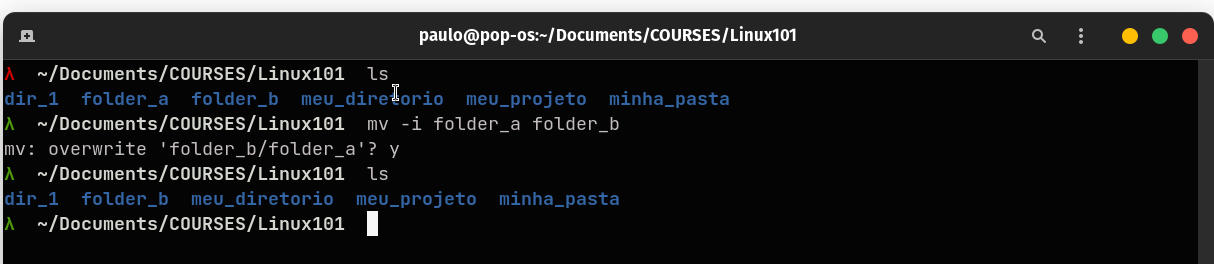 paulo@pop-os:~/Documents/COURSES/Linux101
λ ~/Documents/COURSES/Linux101 ls
dir_1 folder_a folder_b meu_diretorio meu_projeto minha_pasta
λ ~/Documents/COURSES/Linux101 mv -i folder_a folder_b
mv: overwrite 'folder_b/folder_a'? y
λ ~/Documents/COURSES/Linux101 ls
dir_1 folder_b meu_diretorio meu_projeto minha_pasta
λ ~/Documents/COURSES/Linux101